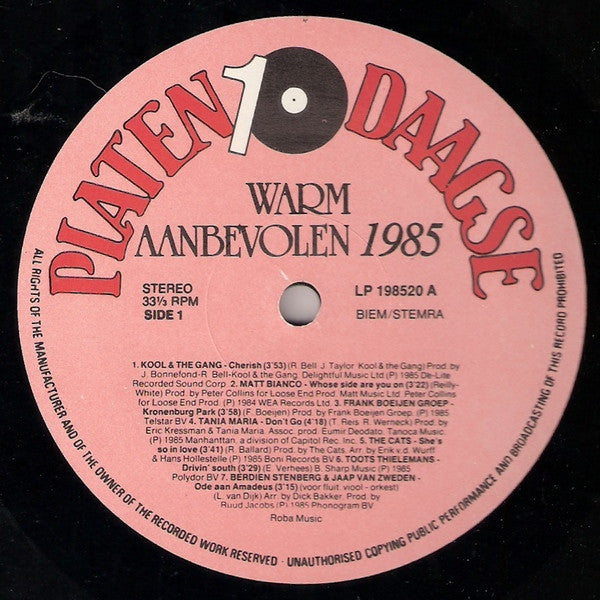 PLATEN 10 DAAGSE
WARM
AANBEVOLEN 1985
STEREO
33⅓ RPM
SIDE 1
LP 198520 A
BIEM/STEMRA
1. KOOL & THE GANG - Cherish (3'53) (R. Bell J. Taylor Kool & the Gang) Prod. by
J. Bonnefond-R. Bell-Kool & the Gang Delightful Music Ltd (P) 1985 De-Lite
Recorded Sound Corp. 2. MATT BIANCO - Whose side are you on (3'22) (Reilly-
White) Prod. by Peter Collins for Loose End Prod. Matt Music Ltd. Peter Collins
for Loose End Prod. (P) 1984 WEA Records Ltd. 3. FRANK BOEIJEN GROEP -
Kronenburg Park (3'58) (F. Boeijen) Prod. by Frank Boeijen Groep. (P) 1985
Telstar BV 4. TANIA MARIA - Don't Go (4'18) (T. Reis R. Werneck) Prod. by
Eric Kressman & Tania Maria Assoc. prod. Eumir Deodato, Tanoca Music
(P) 1985 Manhanttan, a division of Capitol Rec. Inc. 5. THE CATS - She's
so in love (3'41) (R. Ballard) Prod. by The Cats. Arr. by Erik v.d. Wurff
& Hans Hollestelle (P) 1985 Boni Records BV 6. TOOTS THIELEMANS -
Drivin' south (3'29) (E. Verhees) B. Sharp Music (P) 1985
Polydor BV 7. BERDIEN STENBERG & JAAP VAN ZWEDEN -
Ode aan Amadeus (3'15) (voor fluit, viool - orkest)
(L. van Dijk) Arr. by Dick Bakker Prod. by
Ruud Jacobs (P) 1985 Phonogram BV
Roba Music
ALL RIGHTS OF THE MANUFACTURER AND OF THE OWNER OF THE RECORDED WORK RESERVED - UNAUTHORISED COPYING PUBLIC PERFORMANCE AND BROADCASTING OF THIS RECORD PROHIBITED